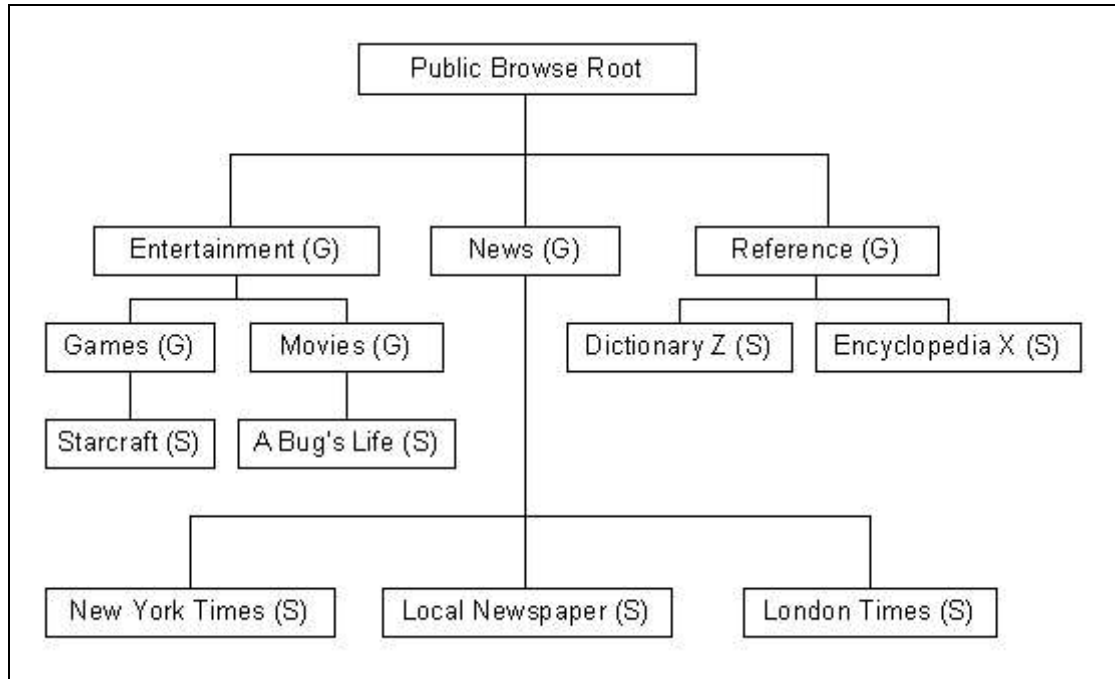 Public Browse Root
Entertainment (G)
News (G)
Reference (G)
Games (G)
Movies (G)
Dictionary Z (S)
Encyclopedia X (S)
Starcraft (S)
A Bug's Life (S)
New York Times (S)
Local Newspaper (S)
London Times (S)